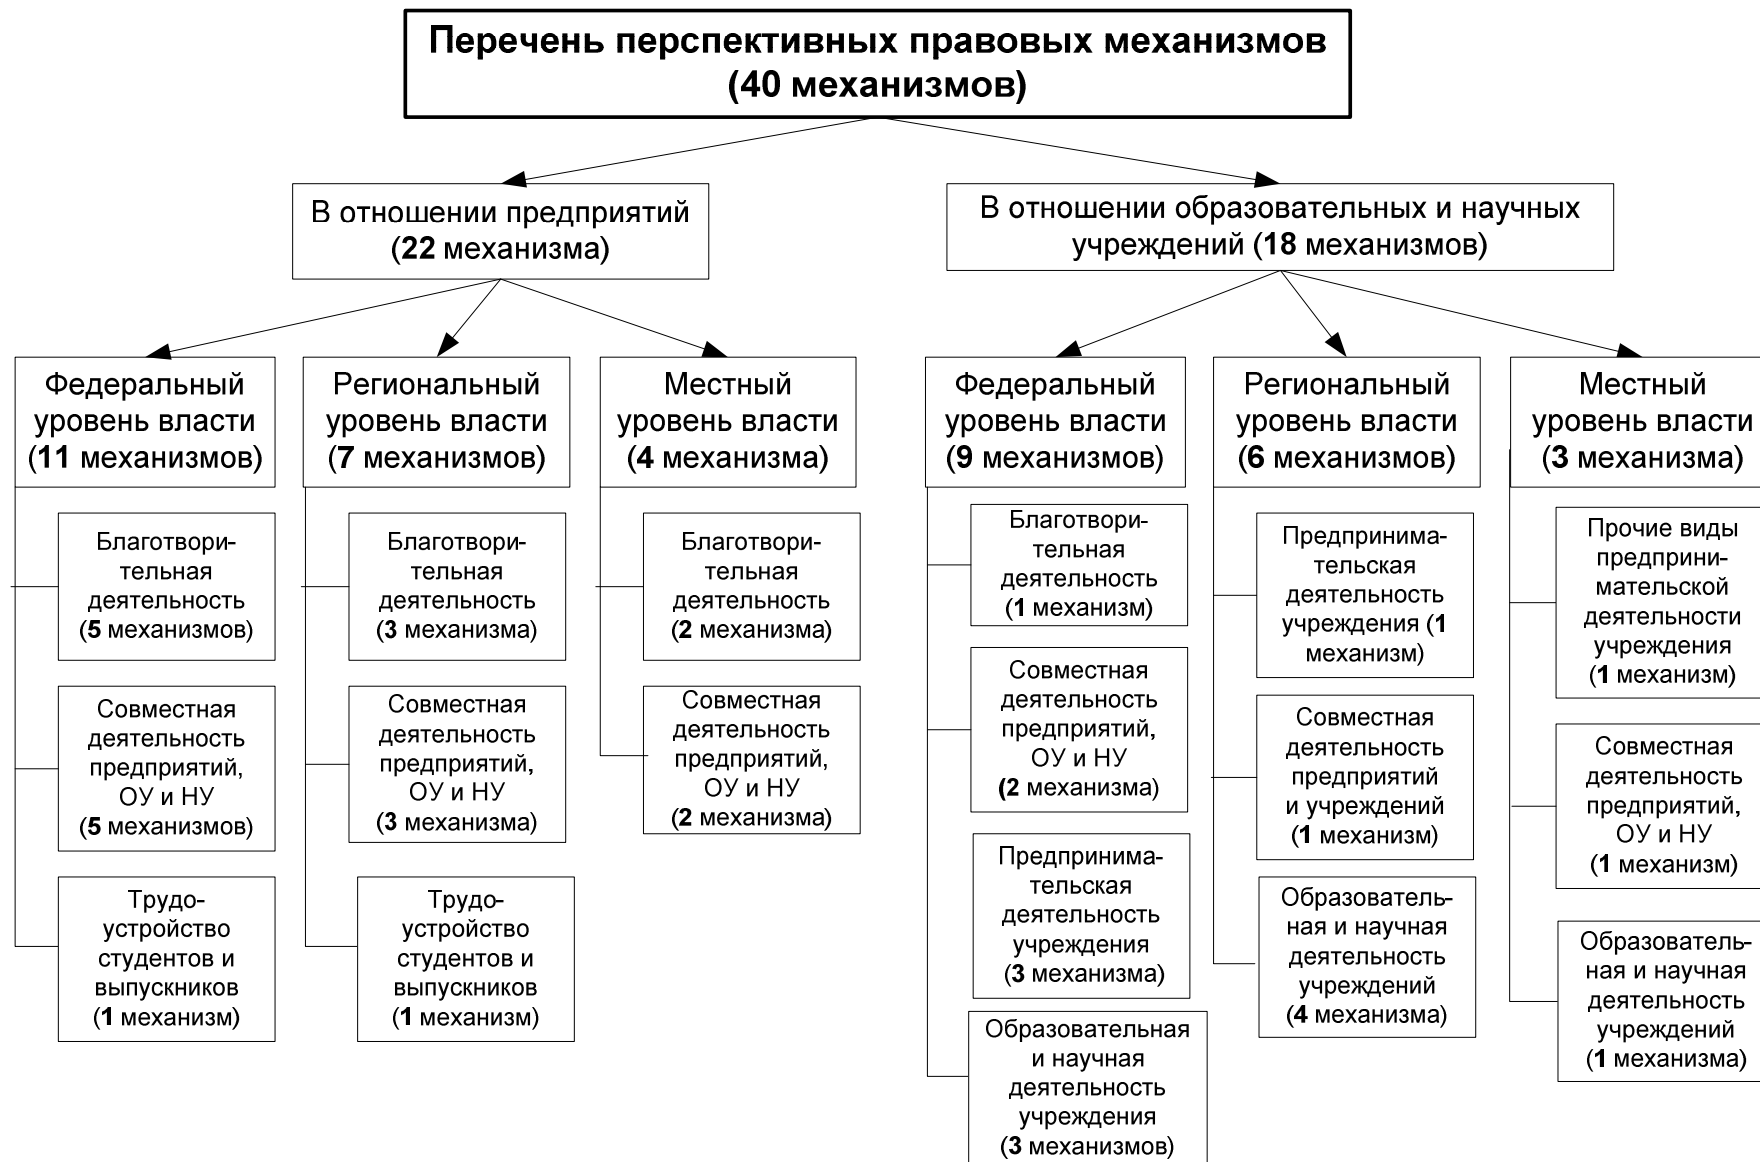 Перечень перспективных правовых механизмов
(40 механизмов)
В отношении предприятий
(22 механизма)
В отношении образовательных и научных
учреждений (18 механизмов)
Федеральный
уровень власти
(11 механизмов)
Региональный
уровень власти
(7 механизмов)
Местный
уровень власти
(4 механизма)
Федеральный
уровень власти
(9 механизмов)
Региональный
уровень власти
(6 механизмов)
Местный
уровень власти
(3 механизма)
Благотвори-
тельная
деятельность
(5 механизмов)
Совместная
деятельность
предприятий,
ОУ и НУ
(5 механизмов)
Трудо-
устройство
студентов и
выпускников
(1 механизм)
Благотвори-
тельная
деятельность
(3 механизма)
Совместная
деятельность
предприятий,
ОУ и НУ
(3 механизма)
Трудо-
устройство
студентов и
выпускников
(1 механизм)
Благотвори-
тельная
деятельность
(2 механизма)
Совместная
деятельность
предприятий,
ОУ и НУ
(2 механизма)
Благотвори-
тельная
деятельность
(1 механизм)
Совместная
деятельность
предприятий,
ОУ и НУ
(2 механизма)
Предпринима-
тельская
деятельность
учреждения
(3 механизма)
Образовательная
и научная
деятельность
учреждения
(3 механизмов)
Предпринима-
тельская
деятельность
учреждения (1
механизм)
Совместная
деятельность
предприятий
и учреждений
(1 механизм)
Образователь-
ная и научная
деятельность
учреждений
(4 механизма)
Прочие виды
предприни-
мательской
деятельности
учреждения
(1 механизм)
Совместная
деятельность
предприятий,
ОУ и НУ
(1 механизм)
Образователь-
ная и научная
деятельность
учреждений
(1 механизма)